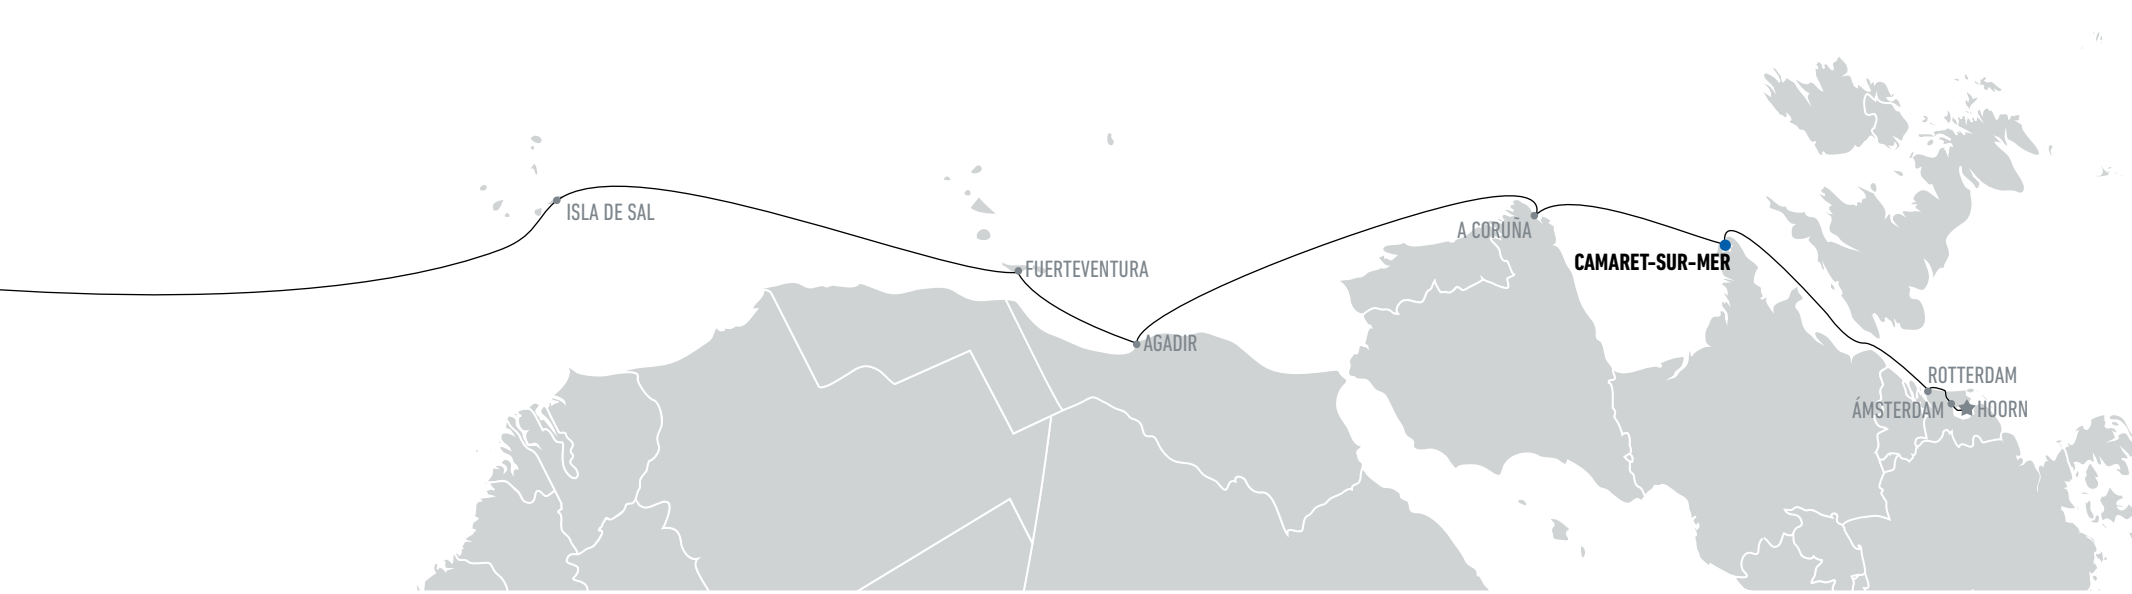 ISLA DE SAL
A CORUÑA
CAMARET-SUR-MER
FUERTEVENTURA
AGADIR
ROTTERDAM
ÁMSTERDAM
HOORN